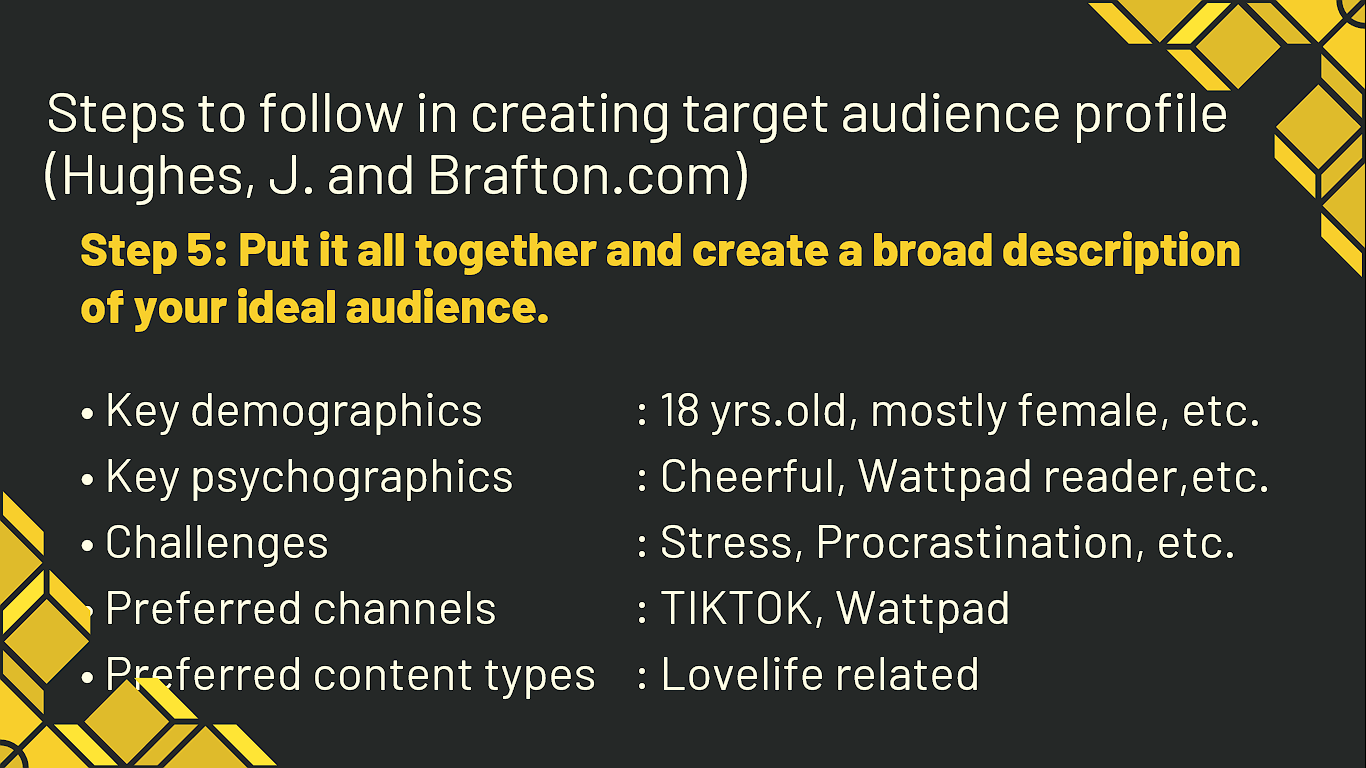 Steps to follow in creating target audience profile
(Hughes, J. and Brafton.com)
Step 5: Put it all together and create a broad description
of your ideal audience.
• Key demographics : 18 yrs.old, mostly female, etc.
• Key psychographics : Cheerful, Wattpad reader,etc.
• Challenges : Stress, Procrastination, etc.
• Preferred channels : TIKTOK, Wattpad
• Preferred content types : Lovelife related